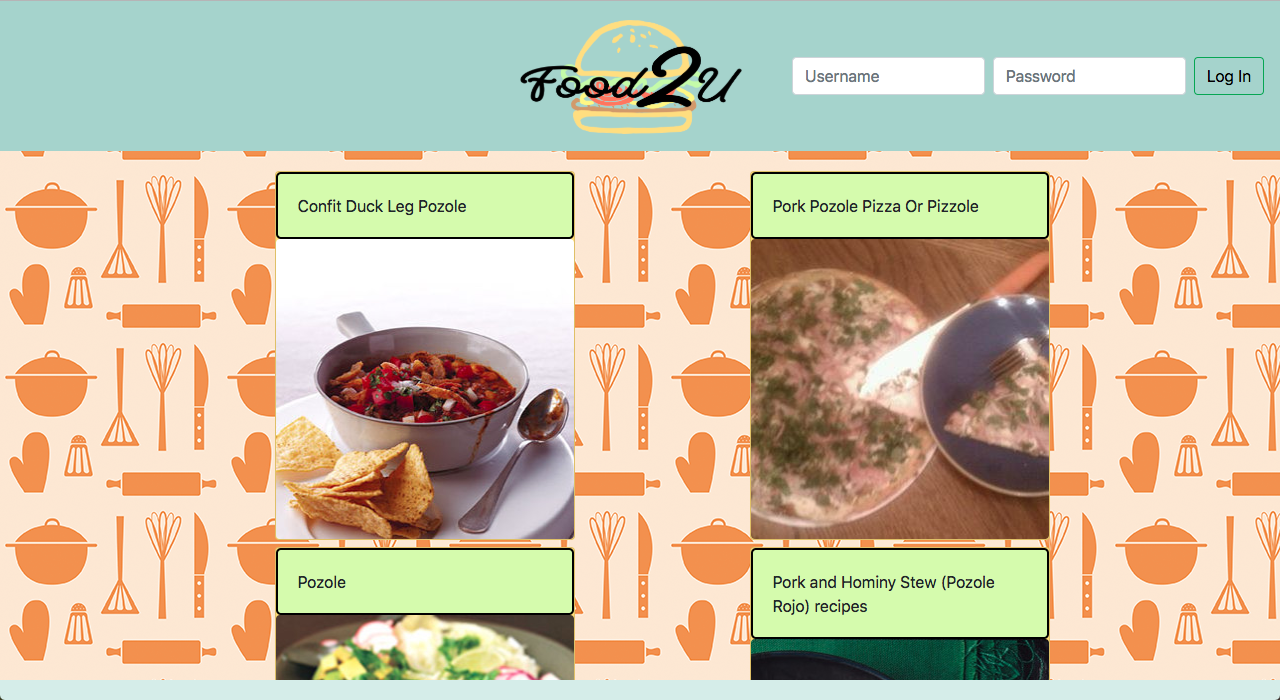 Food2U
Username
Password
Log In
Confit Duck Leg Pozole
Pork Pozole Pizza Or Pizzole
Pozole
Pork and Hominy Stew (Pozole
Rojo) recipes